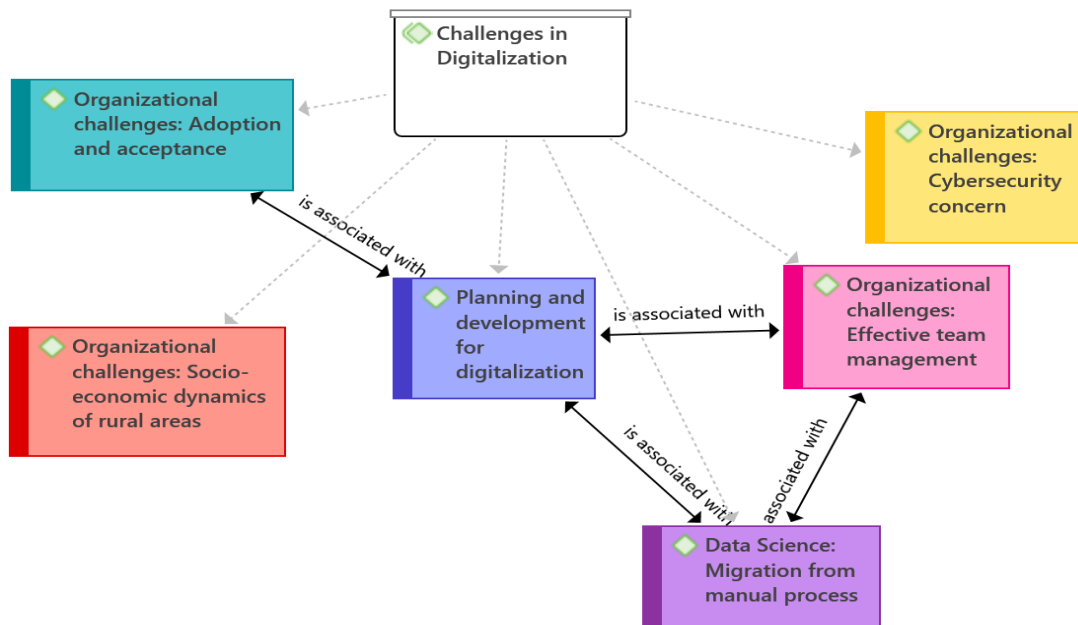 Challenges in
Digitalization
Organizational
challenges: Adoption
and acceptance
Organizational
challenges:
Cybersecurity
concern
is associated with
Planning and
development
for
digitalization
is associated with
Organizational
challenges:
Effective team
management
Organizational
challenges: Socio-
economic dynamics
of rural areas
is associated with
associated with
Data Science:
Migration from
manual process